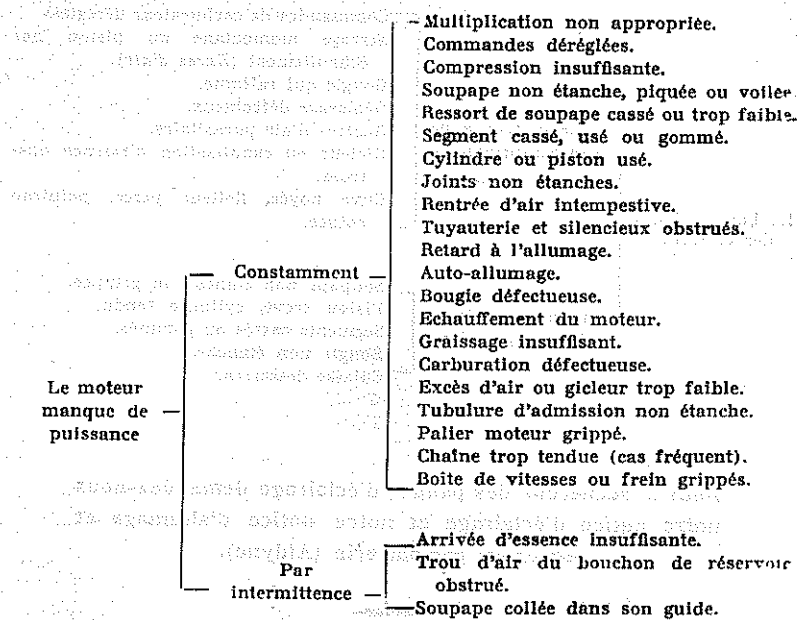 Multiplication non appropriée.
Commandes déréglées.
Compression insuffisante.
Soupape non étanche, piquée ou voilée
Ressort de soupape cassé ou trop faible.
Segment cassé, usé ou gommé.
Cylindre ou piston usé.
Joints non étanches.
Rentrée d'air intempestive.
Tuyauterie et silencieux obstrués.
Retard à l'allumage.
Constamment
Auto-allumage.
Bougie défectueuse.
Echauffement du moteur.
Graissage insuffisant.
Carburation défectueuse.
Le moteur
manque de
puissance
Excès d'air ou gicleur trop faible.
Tubulure d'admission non étanche.
Palier moteur grippé.
Chaîne trop tendue (cas fréquent).
Boîte de vitesses ou frein grippés.
Par
intermittence
Arrivée d'essence insuffisante.
Trou d'air du bouchon de réservoir
obstrué.
Soupape collée dans son guide.